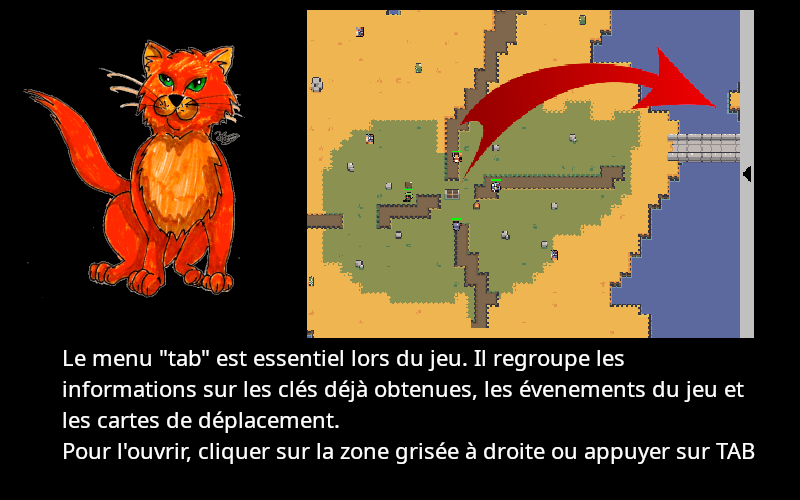 Le menu "tab" est essentiel lors du jeu. Il regroupe les
informations sur les clés déjà obtenues, les évenements du jeu et
les cartes de déplacement.
Pour l'ouvrir, cliquer sur la zone grisée à droite ou appuyer sur TAB